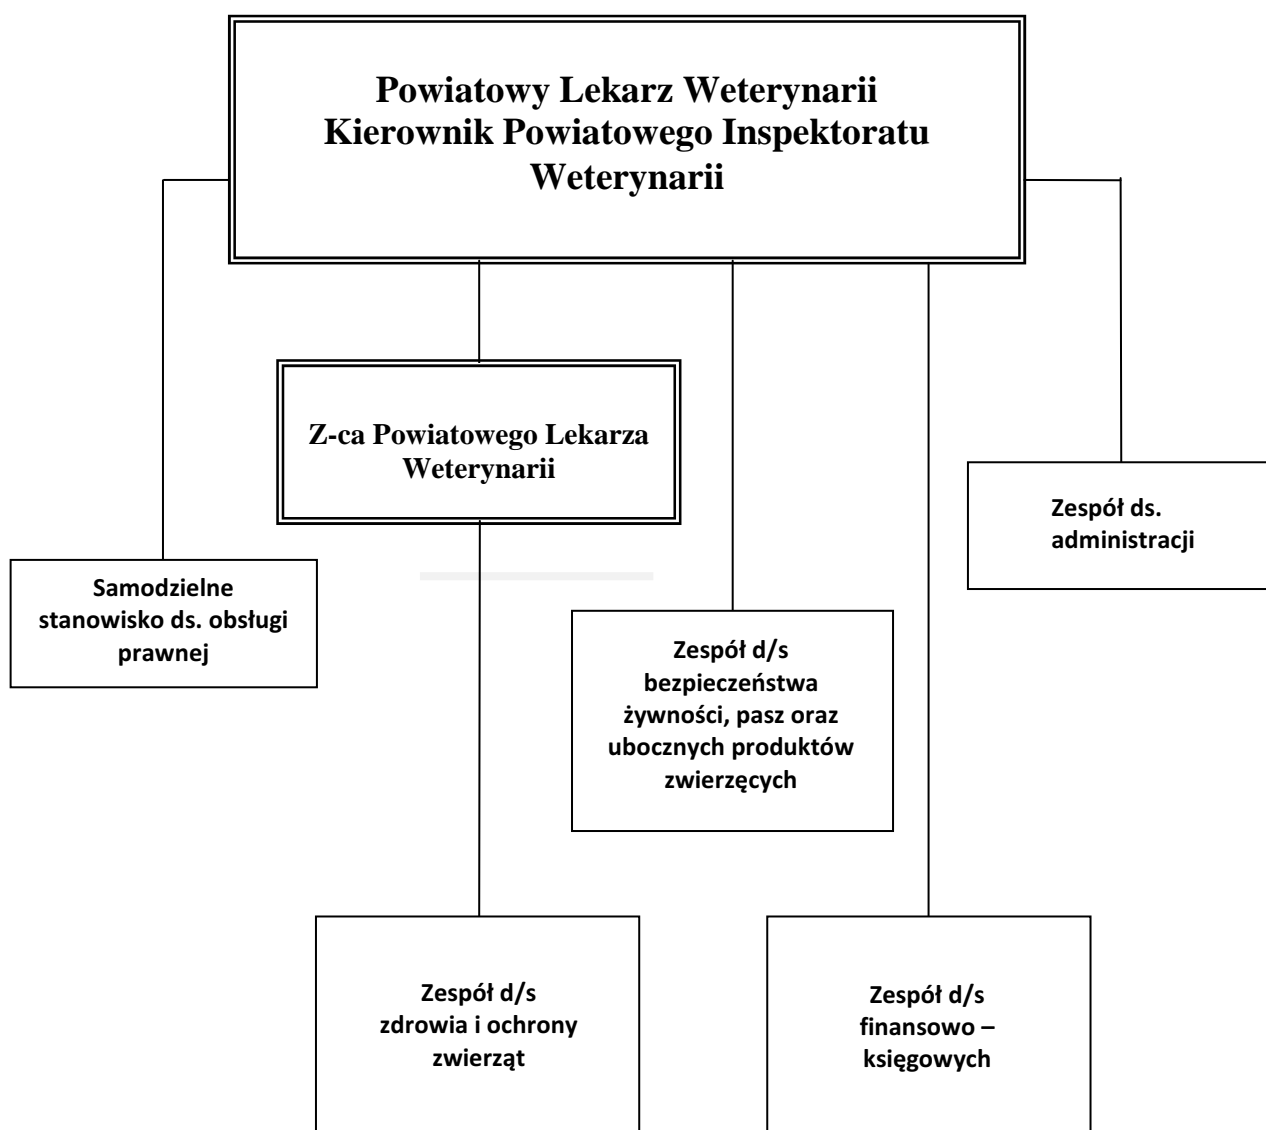 Powiatowy Lekarz Weterynarii
Kierownik Powiatowego Inspektoratu
Weterynarii
Z-ca Powiatowego Lekarza
Weterynarii
Zespół ds.
administracji
Samodzielne
stanowisko ds. obsługi
prawnej
Zespół d/s
bezpieczeństwa
żywności, pasz oraz
ubocznych produktów
zwierzęcych
Zespół d/s
zdrowia i ochrony
zwierząt
Zespół d/s
finansowo –
księgowych